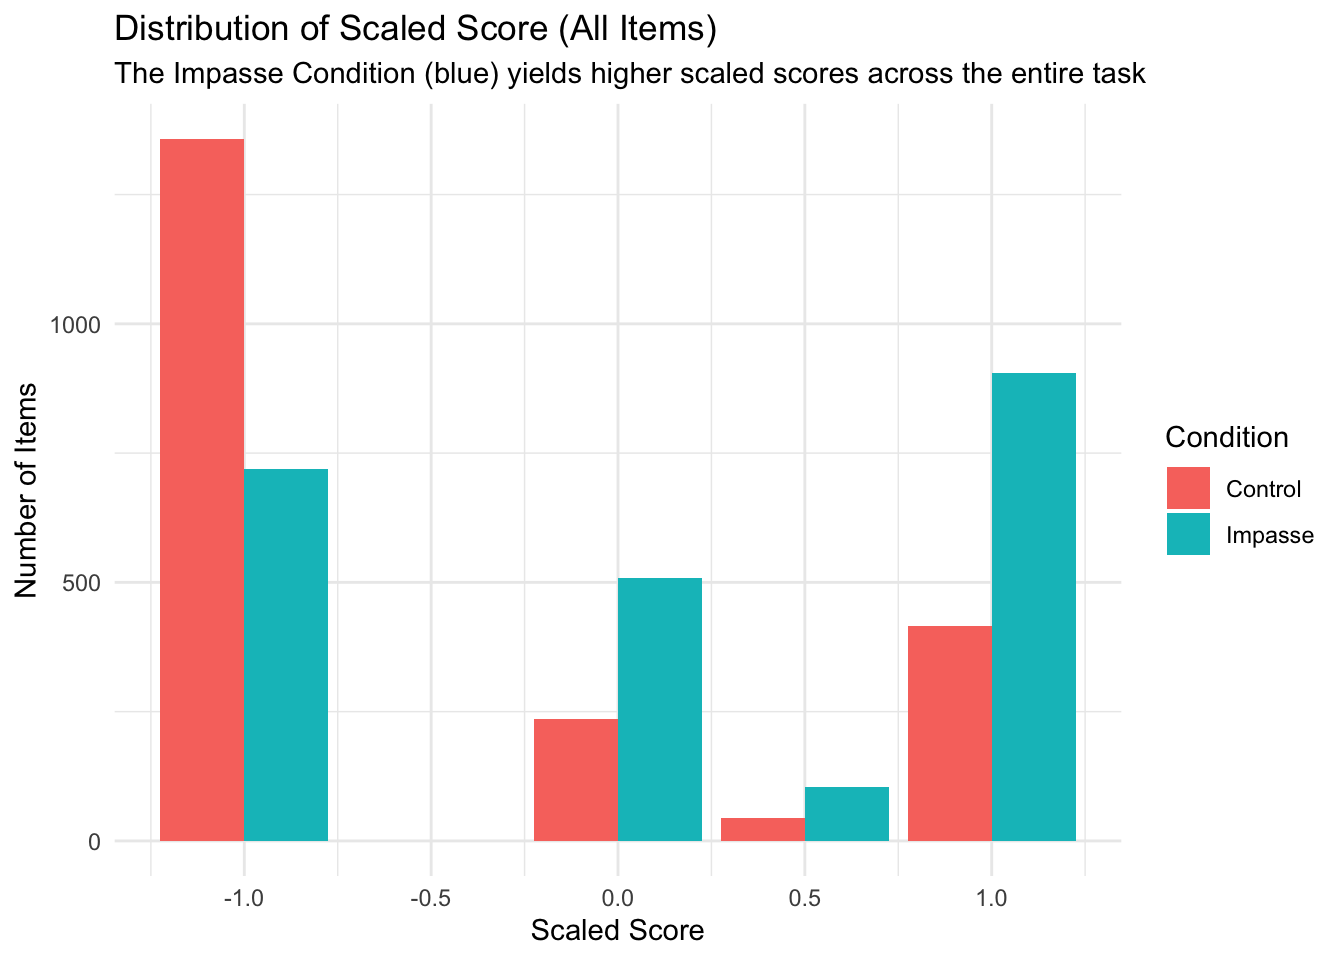 Distribution of Scaled Score (All Items)
The Impasse Condition (blue) yields higher scaled scores across the entire task
1000
500
0
Number of Items
-1.0
-0.5
0.0
0.5
1.0
Scaled Score
Condition
Control
Impasse